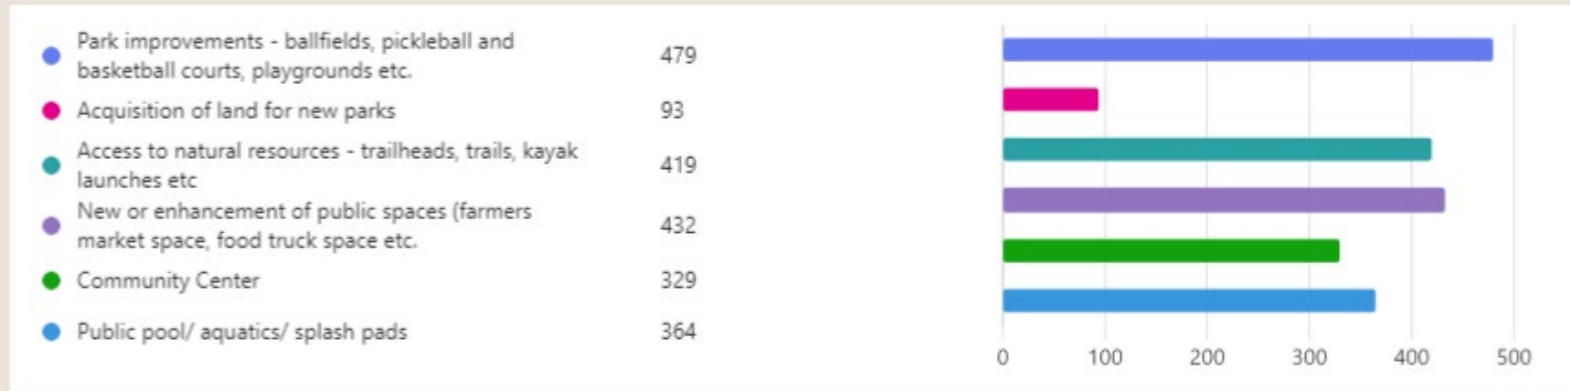 Park improvements - ballfields, pickleball and
basketball courts, playgrounds etc.
479
Acquisition of land for new parks
93
Access to natural resources - trailheads, trails, kayak
launches etc
419
New or enhancement of public spaces (farmers
market space, food truck space etc.
432
Community Center
329
Public pool/ aquatics/ splash pads
364
0 100 200 300 400 500